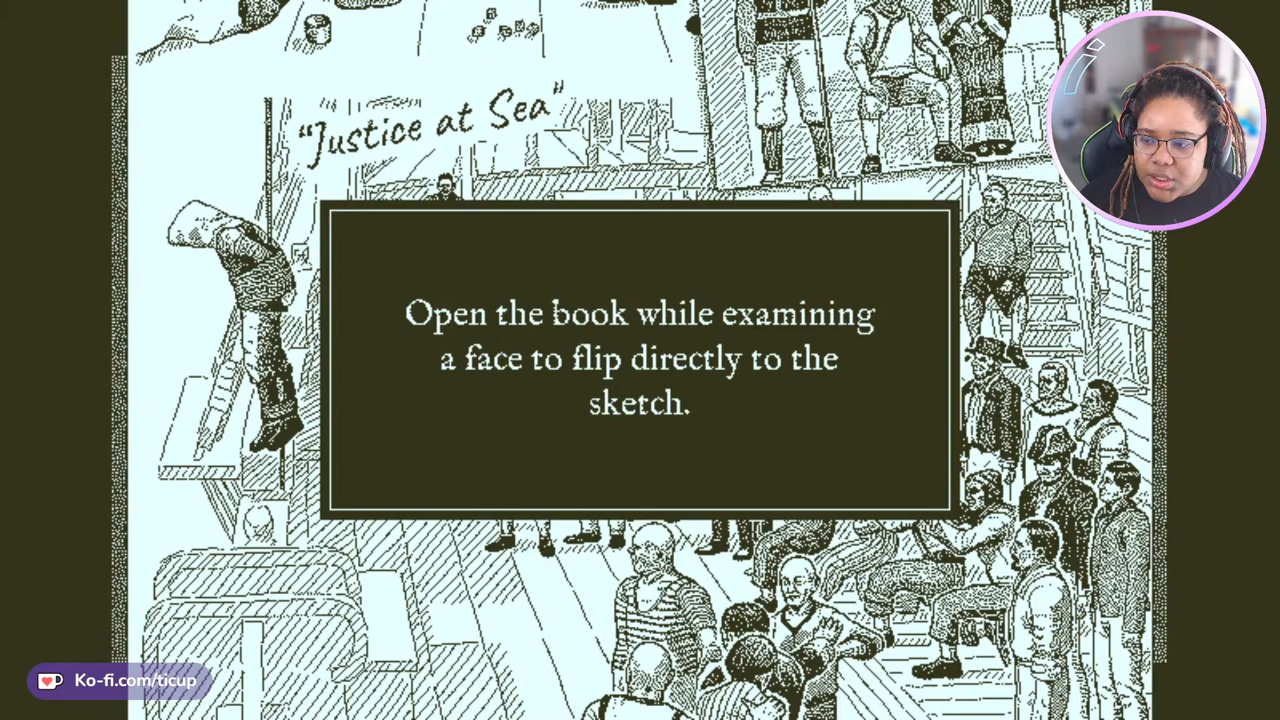 "Justice at Sea"
Open the book while examining
a face to flip directly to the
sketch.
Ko-fi.com/ticup